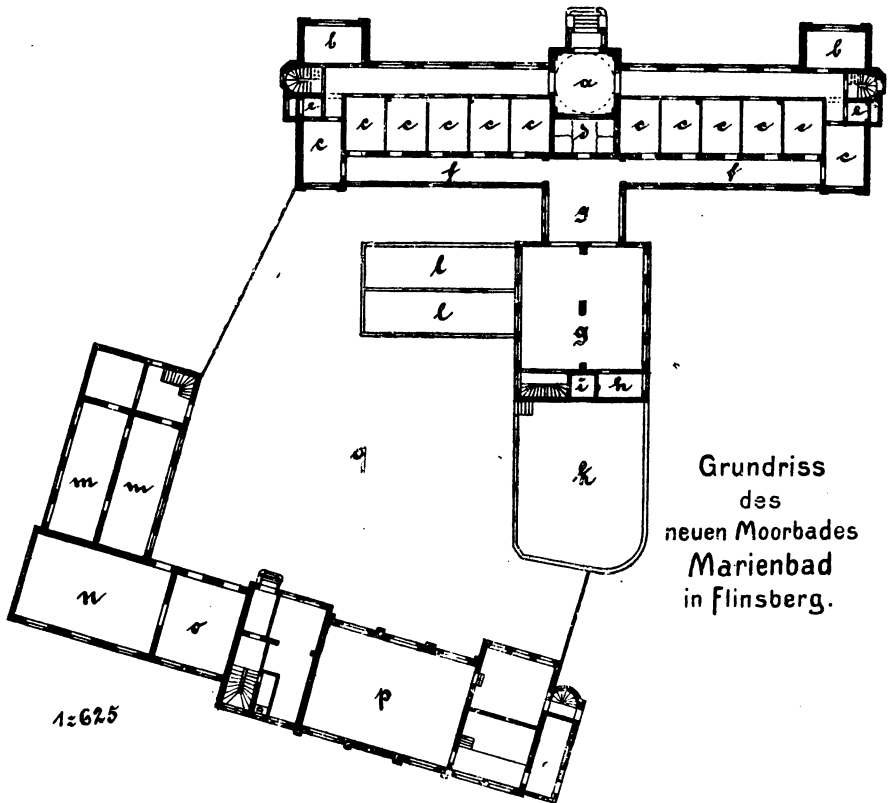 b
b
a
e
e
c c c c c
d
c c c c c
c
c
f
f
g
l
l
g
i
h
m m
q
k
Grundriss
des
neuen Moorbades
Marienbad
in Flinsberg.
n
o
p
1=625